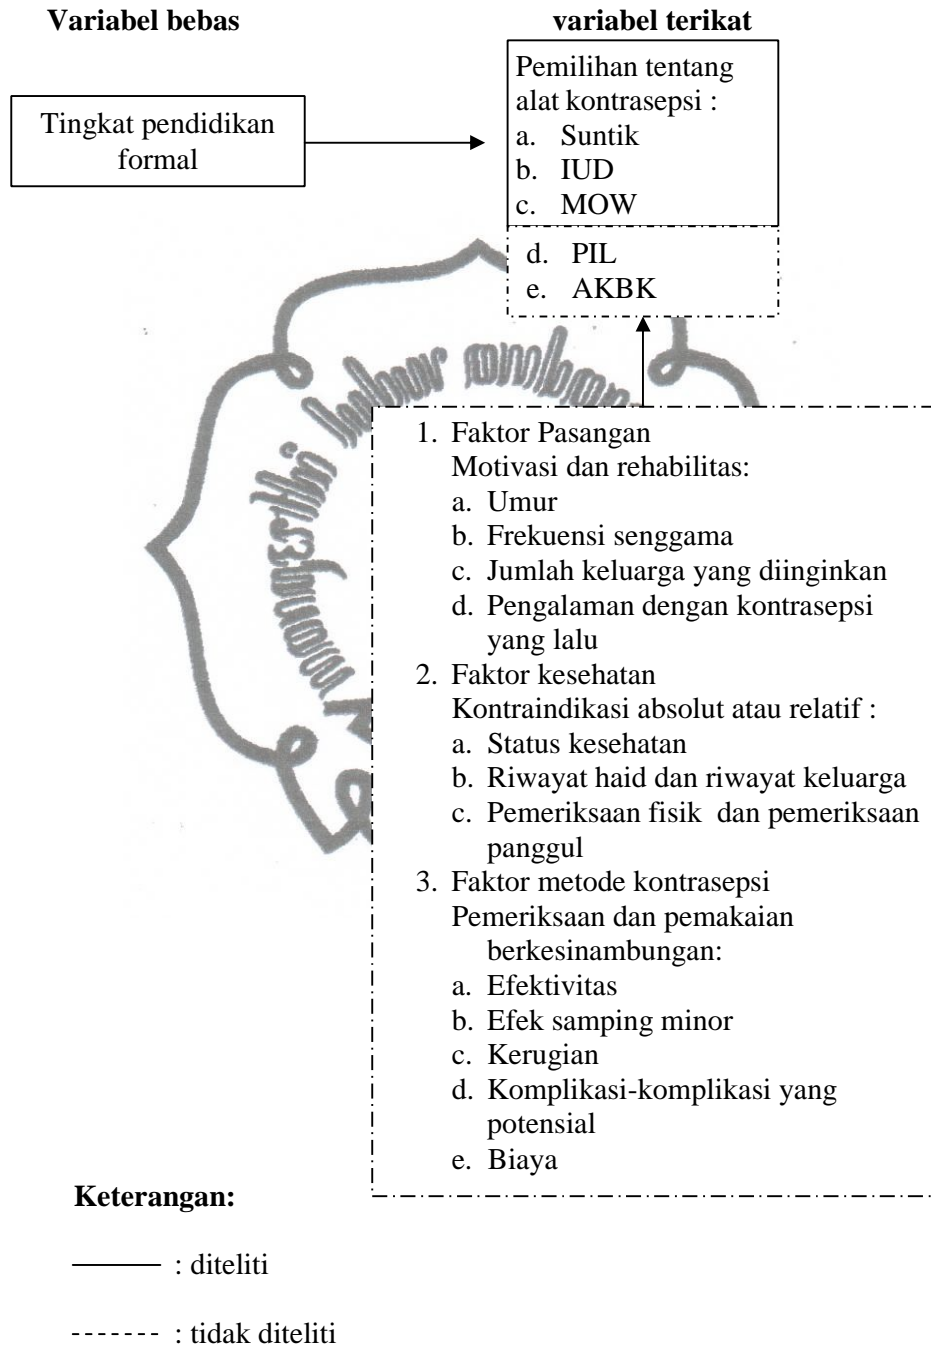 Variabel bebas
variabel terikat
Pemilihan tentang
alat kontrasepsi :
a. Suntik
b. IUD
c. MOW
Tingkat pendidikan
formal
d. PIL
e. AKBK
1. Faktor Pasangan
Motivasi dan rehabilitas:
a. Umur
b. Frekuensi senggama
c. Jumlah keluarga yang diinginkan
d. Pengalaman dengan kontrasepsi
yang lalu
2. Faktor kesehatan
Kontraindikasi absolut atau relatif :
a. Status kesehatan
b. Riwayat haid dan riwayat keluarga
c. Pemeriksaan fisik dan pemeriksaan
panggul
3. Faktor metode kontrasepsi
Pemeriksaan dan pemakaian
berkesinambungan:
a. Efektivitas
b. Efek samping minor
c. Kerugian
d. Komplikasi-komplikasi yang
potensial
e. Biaya
Keterangan:
: diteliti
: tidak diteliti